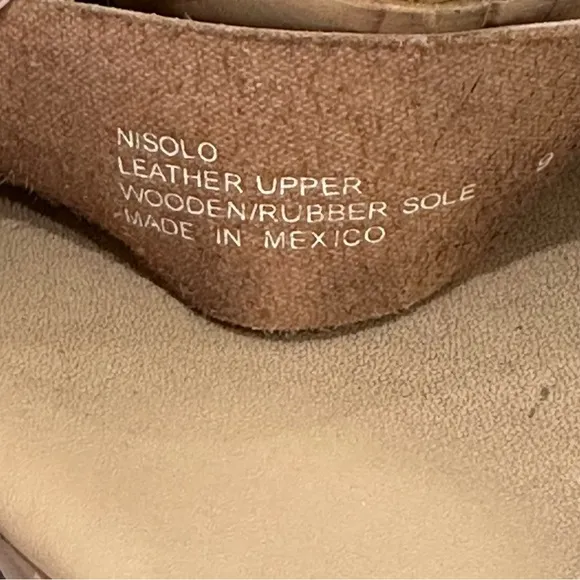 NISOLO
LEATHER UPPER
WOODEN/RUBBER SOLE 9
MADE IN MEXICO